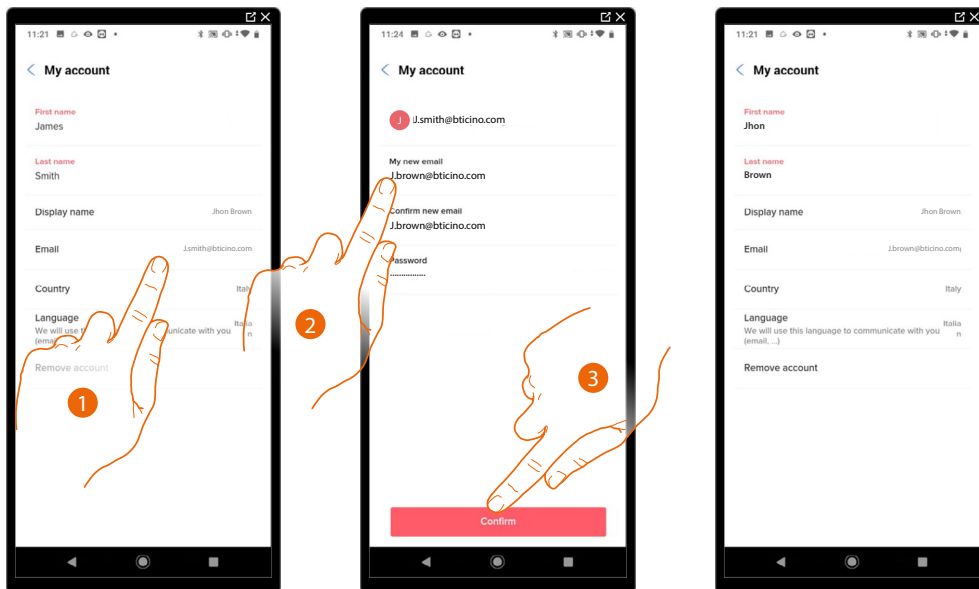 11:21
My account
First name
James
Last name
Smith
Display name Jhon Brown
Email J.smith@bticino.com
Country Italy
Language
We will use unicate with you Italia
(emai n
Remove account
1
11:24
My account
J J.smith@bticino.com
My new email
J.brown@bticino.com
Confirm new email
J.brown@bticino.com
Password
................
2
3
Confirm
11:21
My account
First name
Jhon
Last name
Brown
Display name Jhon Brown
Email J.brown@bticino.com
Country Italy
Language
We will use this language to communicate with you Italia
(email, ...) n
Remove account